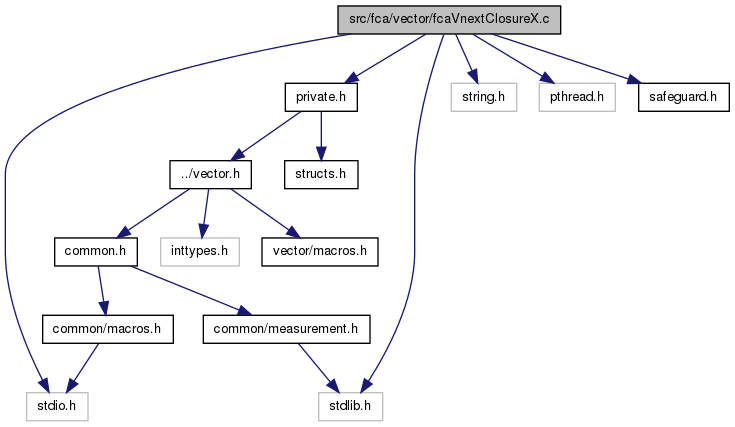 src/fca/vector/fcaVnextClosureX.c
private.h
string.h
pthread.h
safeguard.h
../vector.h
structs.h
common.h
inttypes.h
vector/macros.h
common/macros.h
common/measurement.h
stdio.h
stdlib.h